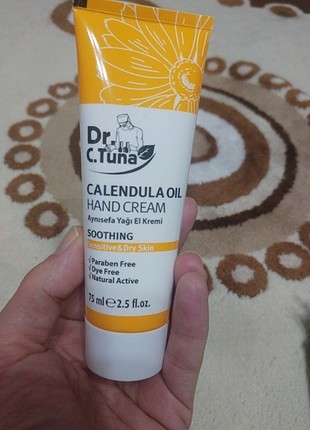 Dr.
C.Tuna
CALENDULA OIL
HAND CREAM
Aynısefa Yağı El Kremi
SOOTHING
Sensitive&Dry Skin
√ Paraben Free
√ Dye Free
√ Natural Active
75 ml ℮ 2.5 fl.oz.